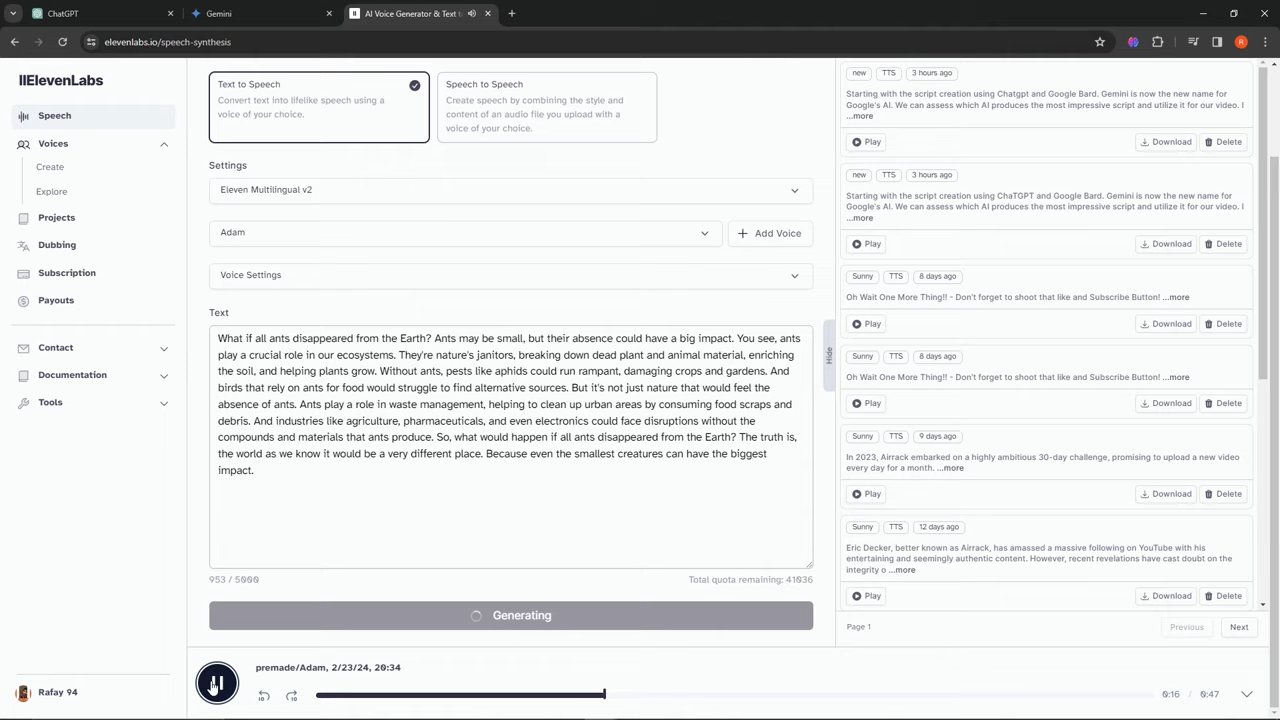 ChatGPT
Gemini
AI Voice Generator & Text t
elevenlabs.io/speech-synthesis
R
IIElevenLabs
Speech
Voices
Create
Explore
Projects
Dubbing
Subscription
Payouts
Contact
Documentation
Tools
Rafay 94
Text to Speech
Convert text into lifelike speech using a
voice of your choice.
Speech to Speech
Create speech by combining the style and
content of an audio file you upload with a
voice of your choice.
Settings
Eleven Multilingual v2
Adam
Add Voice
Voice Settings
Text
What if all ants disappeared from the Earth? Ants may be small, but their absence could have a big impact. You see, ants
play a crucial role in our ecosystems. They're nature's janitors, breaking down dead plant and animal material, enriching
the soil, and helping plants grow. Without ants, pests like aphids could run rampant, damaging crops and gardens. And
birds that rely on ants for food would struggle to find alternative sources. But it's not just nature that would feel the
absence of ants. Ants play a role in waste management, helping to clean up urban areas by consuming food scraps and
debris. And industries like agriculture, pharmaceuticals, and even electronics could face disruptions without the
compounds and materials that ants produce. So, what would happen if all ants disappeared from the Earth? The truth is,
the world as we know it would be a very different place. Because even the smallest creatures can have the biggest
impact.
953 / 5000
Total quota remaining: 41036
Generating
Hide
new TTS 3 hours ago
Starting with the script creation using Chatgpt and Google Bard. Gemini is now the new name for
Google's AI. We can assess which AI produces the most impressive script and utilize it for our video. I
...more
Play Download Delete
new TTS 3 hours ago
Starting with the script creation using ChaTGPT and Google Bard. Gemini is now the new name for
Google's AI. We can assess which AI produces the most impressive script and utilize it for our video. I
...more
Play Download Delete
Sunny TTS 8 days ago
Oh Wait One More Thing!! - Don't forget to shoot that like and Subscribe Button! ...more
Play Download Delete
Sunny TTS 8 days ago
Oh Wait One More Thing!! - Don't forget to shoot that like and Subscribe Button! ...more
Play Download Delete
Sunny TTS 9 days ago
In 2023, Airrack embarked on a highly ambitious 30-day challenge, promising to upload a new video
every day for a month. ...more
Play Download Delete
Sunny TTS 12 days ago
Eric Decker, better known as Airrack, has amassed a massive following on YouTube with his
entertaining and seemingly authentic content. However, recent revelations have cast doubt on the
integrity o ...more
Play Download Delete
Page 1
Previous Next
premade/Adam, 2/23/24, 20:34
10 10
0:16 / 0:47